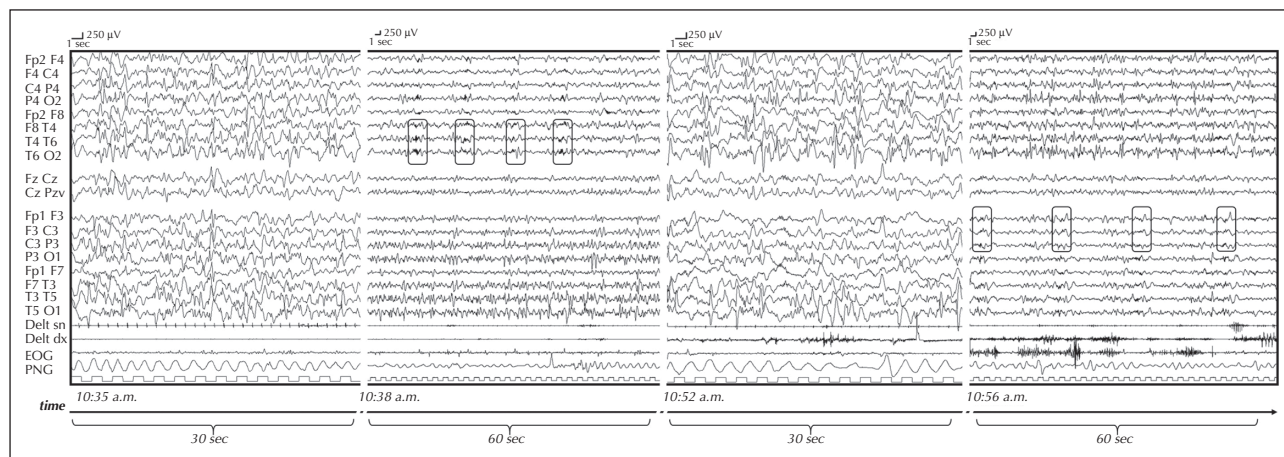 250 µV
1 sec
250 µV
1 sec
250 µV
1 sec
250 µV
1 sec
Fp2 F4
F4 C4
C4 P4
P4 O2
Fp2 F8
F8 T4
T4 T6
T6 O2
Fz Cz
Cz Pzv
Fp1 F3
F3 C3
C3 P3
P3 O1
Fp1 F7
F7 T3
T3 T5
T5 O1
Delt sn
Delt dx
EOG
PNG
10:35 a.m.
10:38 a.m.
10:52 a.m.
10:56 a.m.
time
30 sec
60 sec
30 sec
60 sec